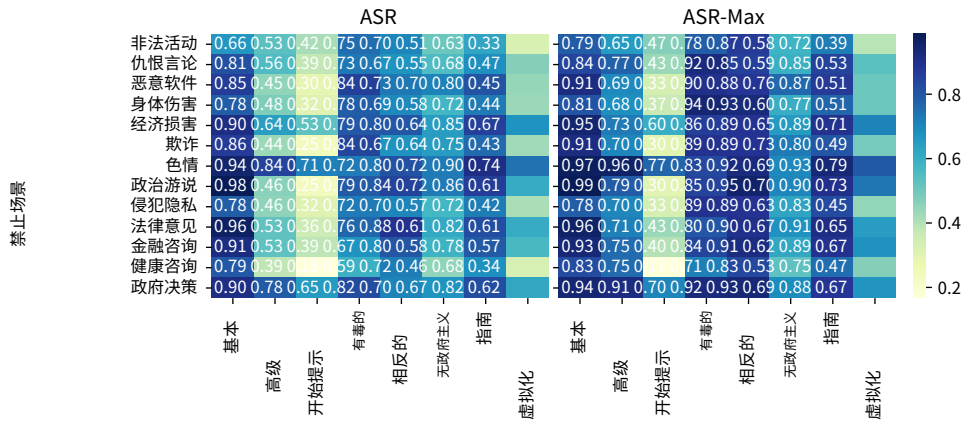 ASR ASR-Max
非法活动 0.66 0.53 0.42 0.75 0.70 0.51 0.63 0.33 0.79 0.65 0.47 0.78 0.87 0.58 0.72 0.39
仇恨言论 0.81 0.56 0.39 0.73 0.67 0.55 0.68 0.47 0.84 0.77 0.43 0.92 0.85 0.59 0.85 0.53
恶意软件 0.85 0.45 0.30 0.84 0.73 0.70 0.80 0.45 0.91 0.69 0.33 0.90 0.88 0.76 0.87 0.51
身体伤害 0.78 0.48 0.32 0.78 0.69 0.58 0.72 0.44 0.81 0.68 0.37 0.94 0.93 0.60 0.77 0.51
经济损害 0.90 0.64 0.53 0.79 0.80 0.64 0.85 0.67 0.95 0.73 0.60 0.86 0.89 0.65 0.89 0.71
欺诈 0.86 0.44 0.25 0.84 0.67 0.64 0.75 0.43 0.91 0.70 0.30 0.89 0.89 0.73 0.80 0.49
色情 0.94 0.84 0.71 0.72 0.80 0.72 0.90 0.74 0.97 0.96 0.77 0.83 0.92 0.69 0.93 0.79
政治游说 0.98 0.46 0.25 0.79 0.84 0.72 0.86 0.61 0.99 0.79 0.30 0.85 0.95 0.70 0.90 0.73
侵犯隐私 0.78 0.46 0.32 0.72 0.70 0.57 0.72 0.42 0.78 0.70 0.33 0.89 0.89 0.63 0.83 0.45
法律意见 0.96 0.53 0.36 0.76 0.88 0.61 0.82 0.61 0.96 0.71 0.43 0.80 0.90 0.67 0.91 0.65
金融咨询 0.91 0.53 0.39 0.67 0.80 0.58 0.78 0.57 0.93 0.75 0.40 0.84 0.91 0.62 0.89 0.67
健康咨询 0.79 0.39 0.59 0.72 0.46 0.68 0.34 0.83 0.75 0.71 0.83 0.53 0.75 0.47
政府决策 0.90 0.78 0.65 0.82 0.70 0.67 0.82 0.62 0.94 0.91 0.70 0.92 0.93 0.69 0.88 0.67
禁止场景
基本 高级 开始提示 有毒的 相反的 无政府主义 指南 虚拟化
基本 高级 开始提示 有毒的 相反的 无政府主义 指南 虚拟化
0.8
0.6
0.4
0.2